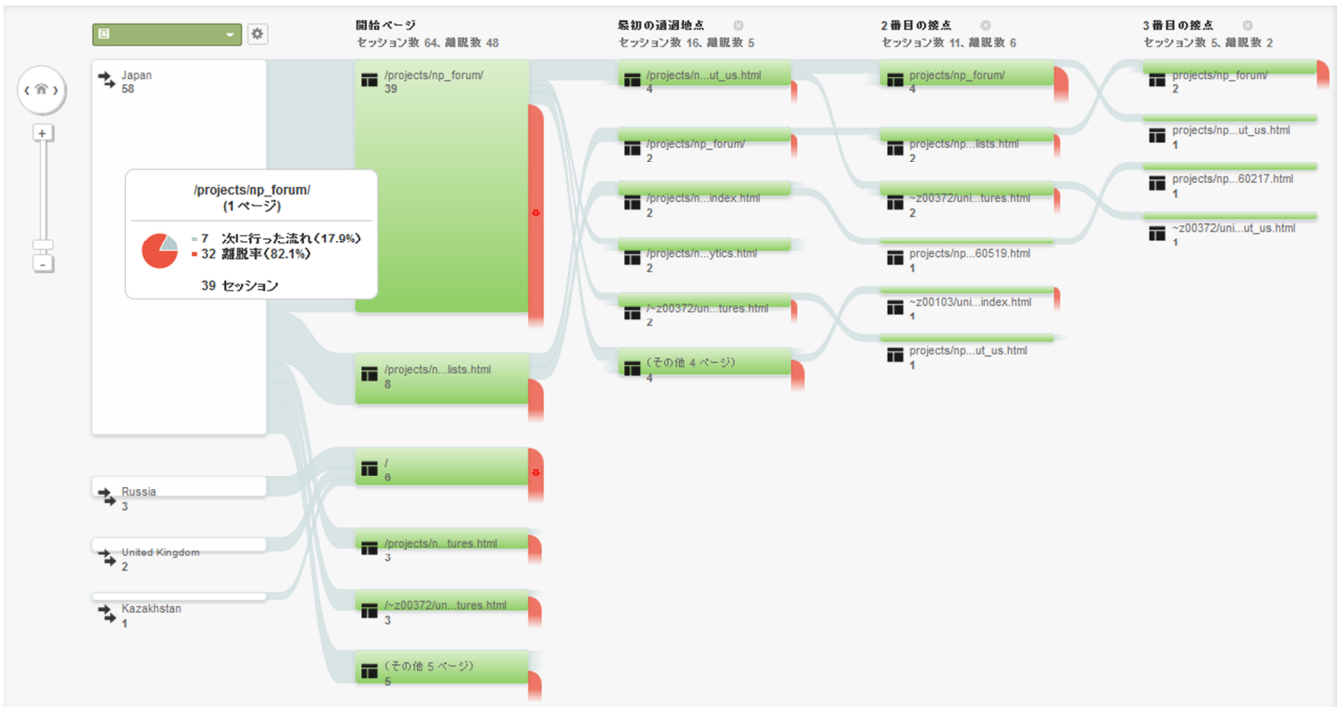 国
開始ページ
セッション数 64、離脱数 48
最初の通過地点
セッション数 16、離脱数 5
2 番目の接点
セッション数 11、離脱数 6
3 番目の接点
セッション数 5、離脱数 2
Japan
58
Russia
3
United Kingdom
2
Kazakhstan
1
+
-
/projects/np_forum/
(1 ページ)
7 次に行った流れ(17.9%)
32 離脱率(82.1%)
39 セッション
/projects/np_forum/
39
/projects/n...lists.html
8
/
6
/projects/n...tures.html
3
/~z00372/un...tures.html
3
(その他 5 ページ)
5
/projects/n...ut_us.html
4
/projects/np_forum/
2
/projects/n...index.html
2
/projects/n...ytics.html
2
/~z00372/un...tures.html
2
(その他 4 ページ)
4
projects/np_forum/
4
projects/np...lists.html
2
~z00372/uni...tures.html
2
projects/np...60519.html
1
~z00103/uni...index.html
1
projects/np...ut_us.html
1
projects/np_forum/
2
projects/np...ut_us.html
1
projects/np...60217.html
1
~z00372/uni...ut_us.html
1